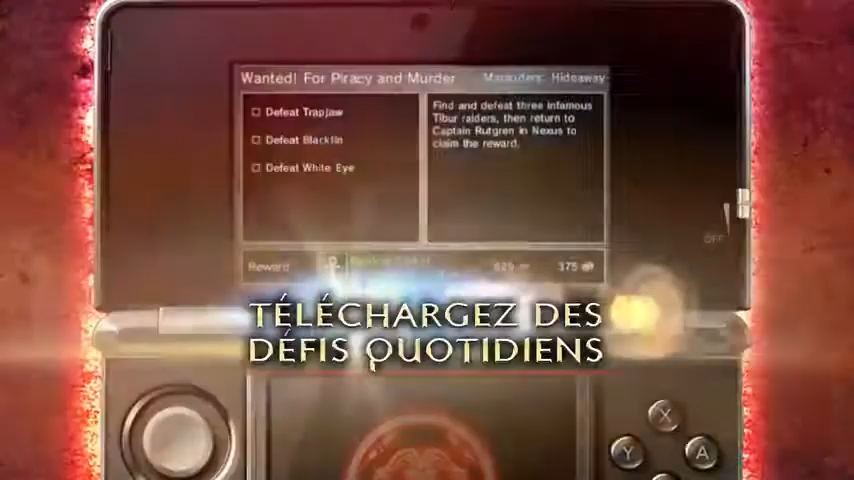 Wanted! For Piracy and Murder
Marauders' Hideaway
Defeat Trapjaw
Defeat Blackfin
Defeat White Eye
Find and defeat three infamous
Tibur raiders, then return to
Captain Rutgren in Nexus to
claim the reward.
OFF
Reward
625
375
TÉLÉCHARGEZ DES
DÉFIS QUOTIDIENS
X
Y
A